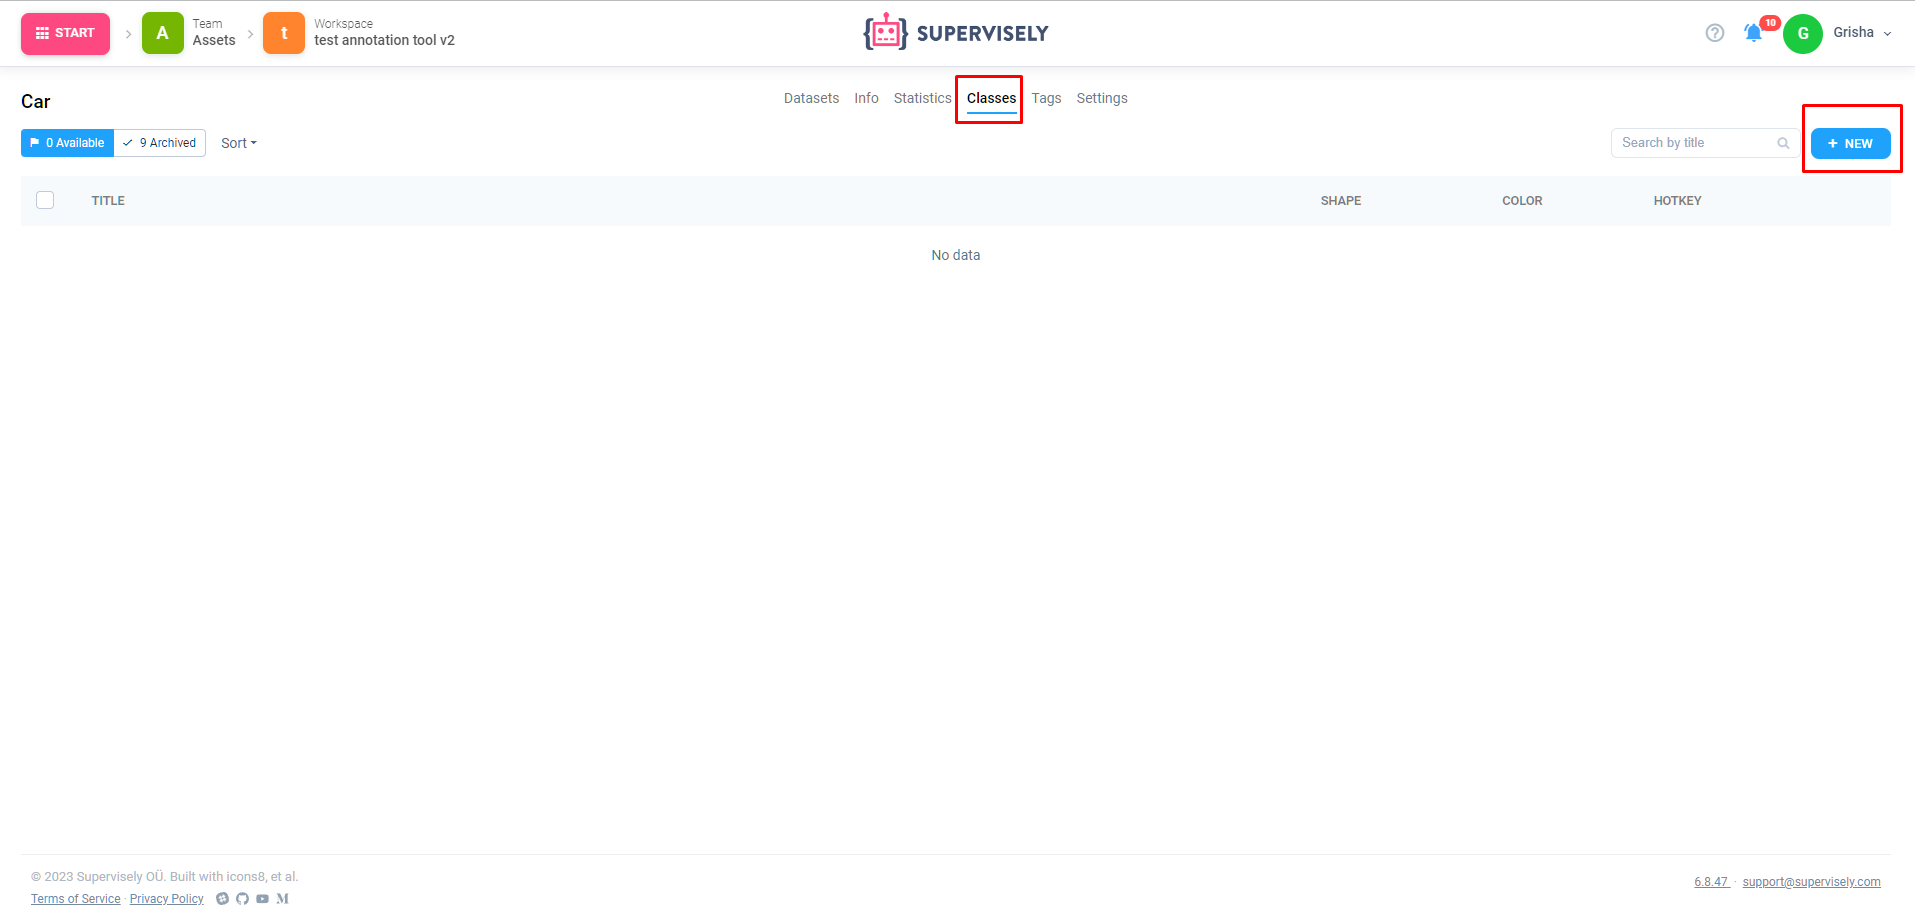 START
A
Team
Assets
t
Workspace
test annotation tool v2
SUPERVISELY
10
G
Grisha
Car
Datasets Info Statistics Classes Tags Settings
0 Available 9 Archived Sort
Search by title
+ NEW
TITLE SHAPE COLOR HOTKEY
No data
© 2023 Supervisely OÜ. Built with icons8, et al.
Terms of Service · Privacy Policy
6.8.47 · support@supervisely.com